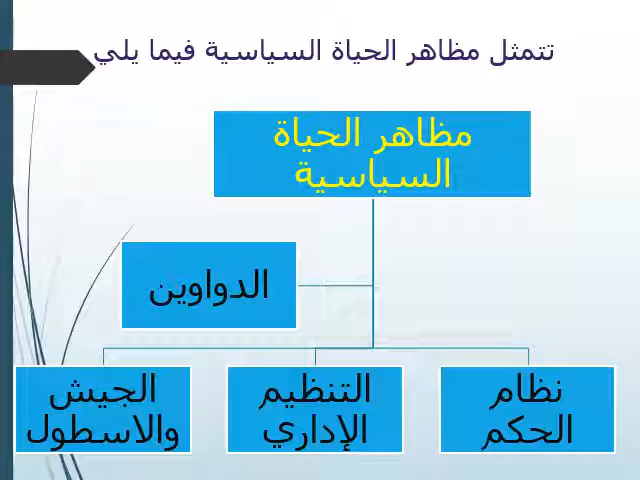 تتمثل مظاهر الحياة السياسية فيما يلي
مظاهر الحياة
السياسية
الدواوين
نظام
الحكم
التنظيم
الإداري
الجيش
والاسطول